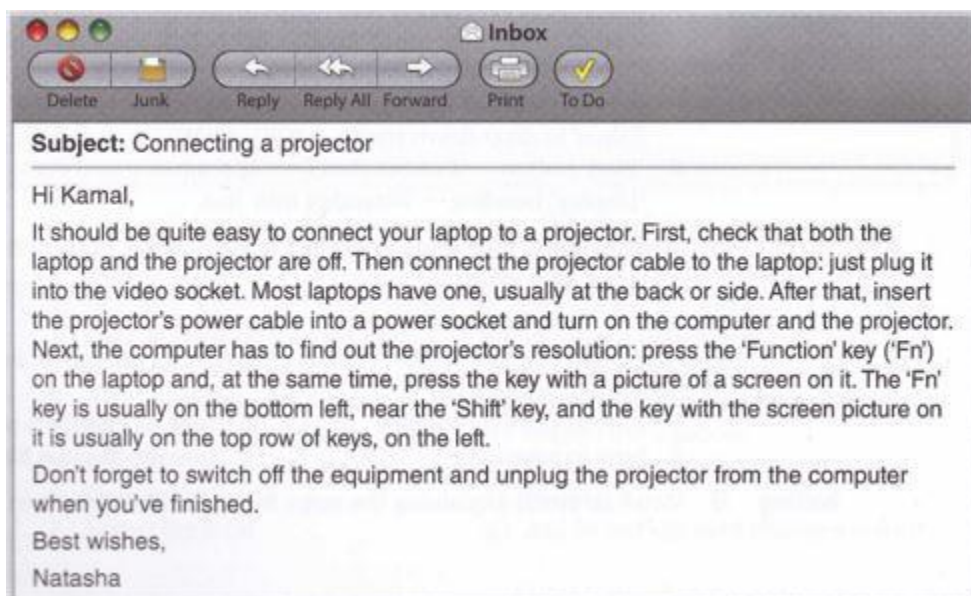 Inbox
Delete Junk Reply Reply All Forward Print To Do
Subject: Connecting a projector
Hi Kamal,
It should be quite easy to connect your laptop to a projector. First, check that both the
laptop and the projector are off. Then connect the projector cable to the laptop: just plug it
into the video socket. Most laptops have one, usually at the back or side. After that, insert
the projector's power cable into a power socket and turn on the computer and the projector.
Next, the computer has to find out the projector's resolution: press the 'Function' key ('Fn')
on the laptop and, at the same time, press the key with a picture of a screen on it. The 'Fn'
key is usually on the bottom left, near the 'Shift' key, and the key with the screen picture on
it is usually on the top row of keys, on the left.
Don't forget to switch off the equipment and unplug the projector from the computer
when you've finished.
Best wishes,
Natasha